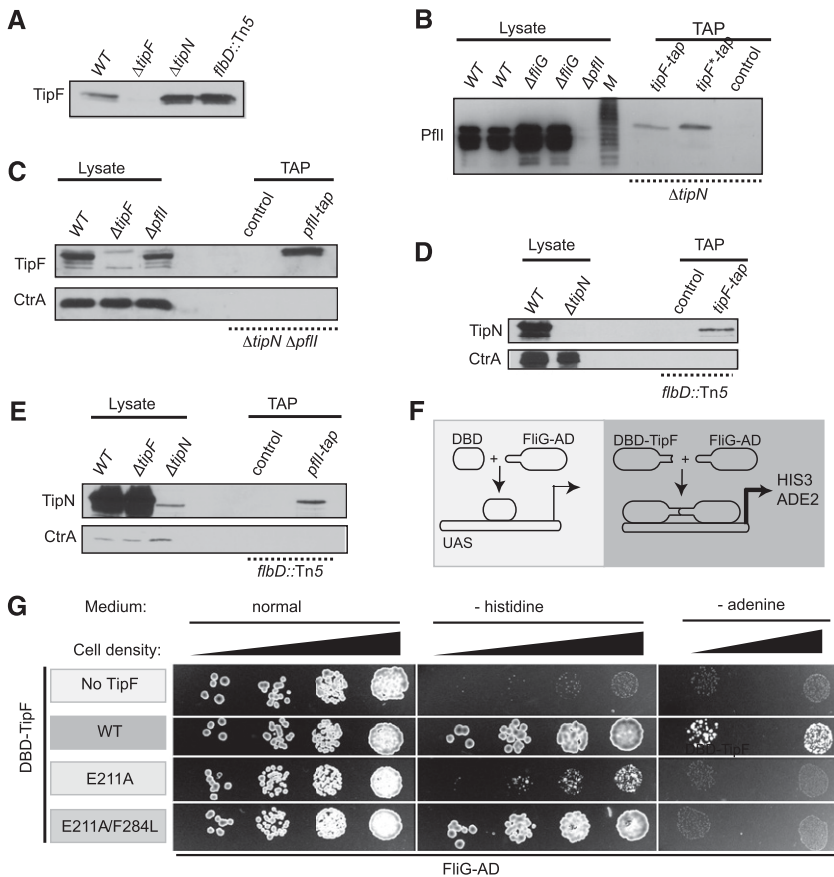 A
WT
ΔtipF
ΔtipN
flbD::Tn5
TipF
B
Lysate
TAP
WT
WT
ΔfliG
ΔfliG
ΔpflI
M
tipF-tap
tipF*-tap
control
PflI
ΔtipN
C
Lysate
TAP
WT
ΔtipF
ΔpflI
control
pflI-tap
TipF
CtrA
ΔtipN ΔpflI
D
Lysate
TAP
WT
ΔtipN
control
tipF-tap
TipN
CtrA
flbD::Tn5
E
Lysate
TAP
WT
ΔtipF
ΔtipN
control
pflI-tap
TipN
CtrA
flbD::Tn5
F
DBD
+
FliG-AD
UAS
DBD-TipF
+
FliG-AD
HIS3
ADE2
G
Medium:
normal
- histidine
- adenine
Cell density:
DBD-TipF
No TipF
WT
DBD-TipF
E211A
E211A/F284L
FliG-AD